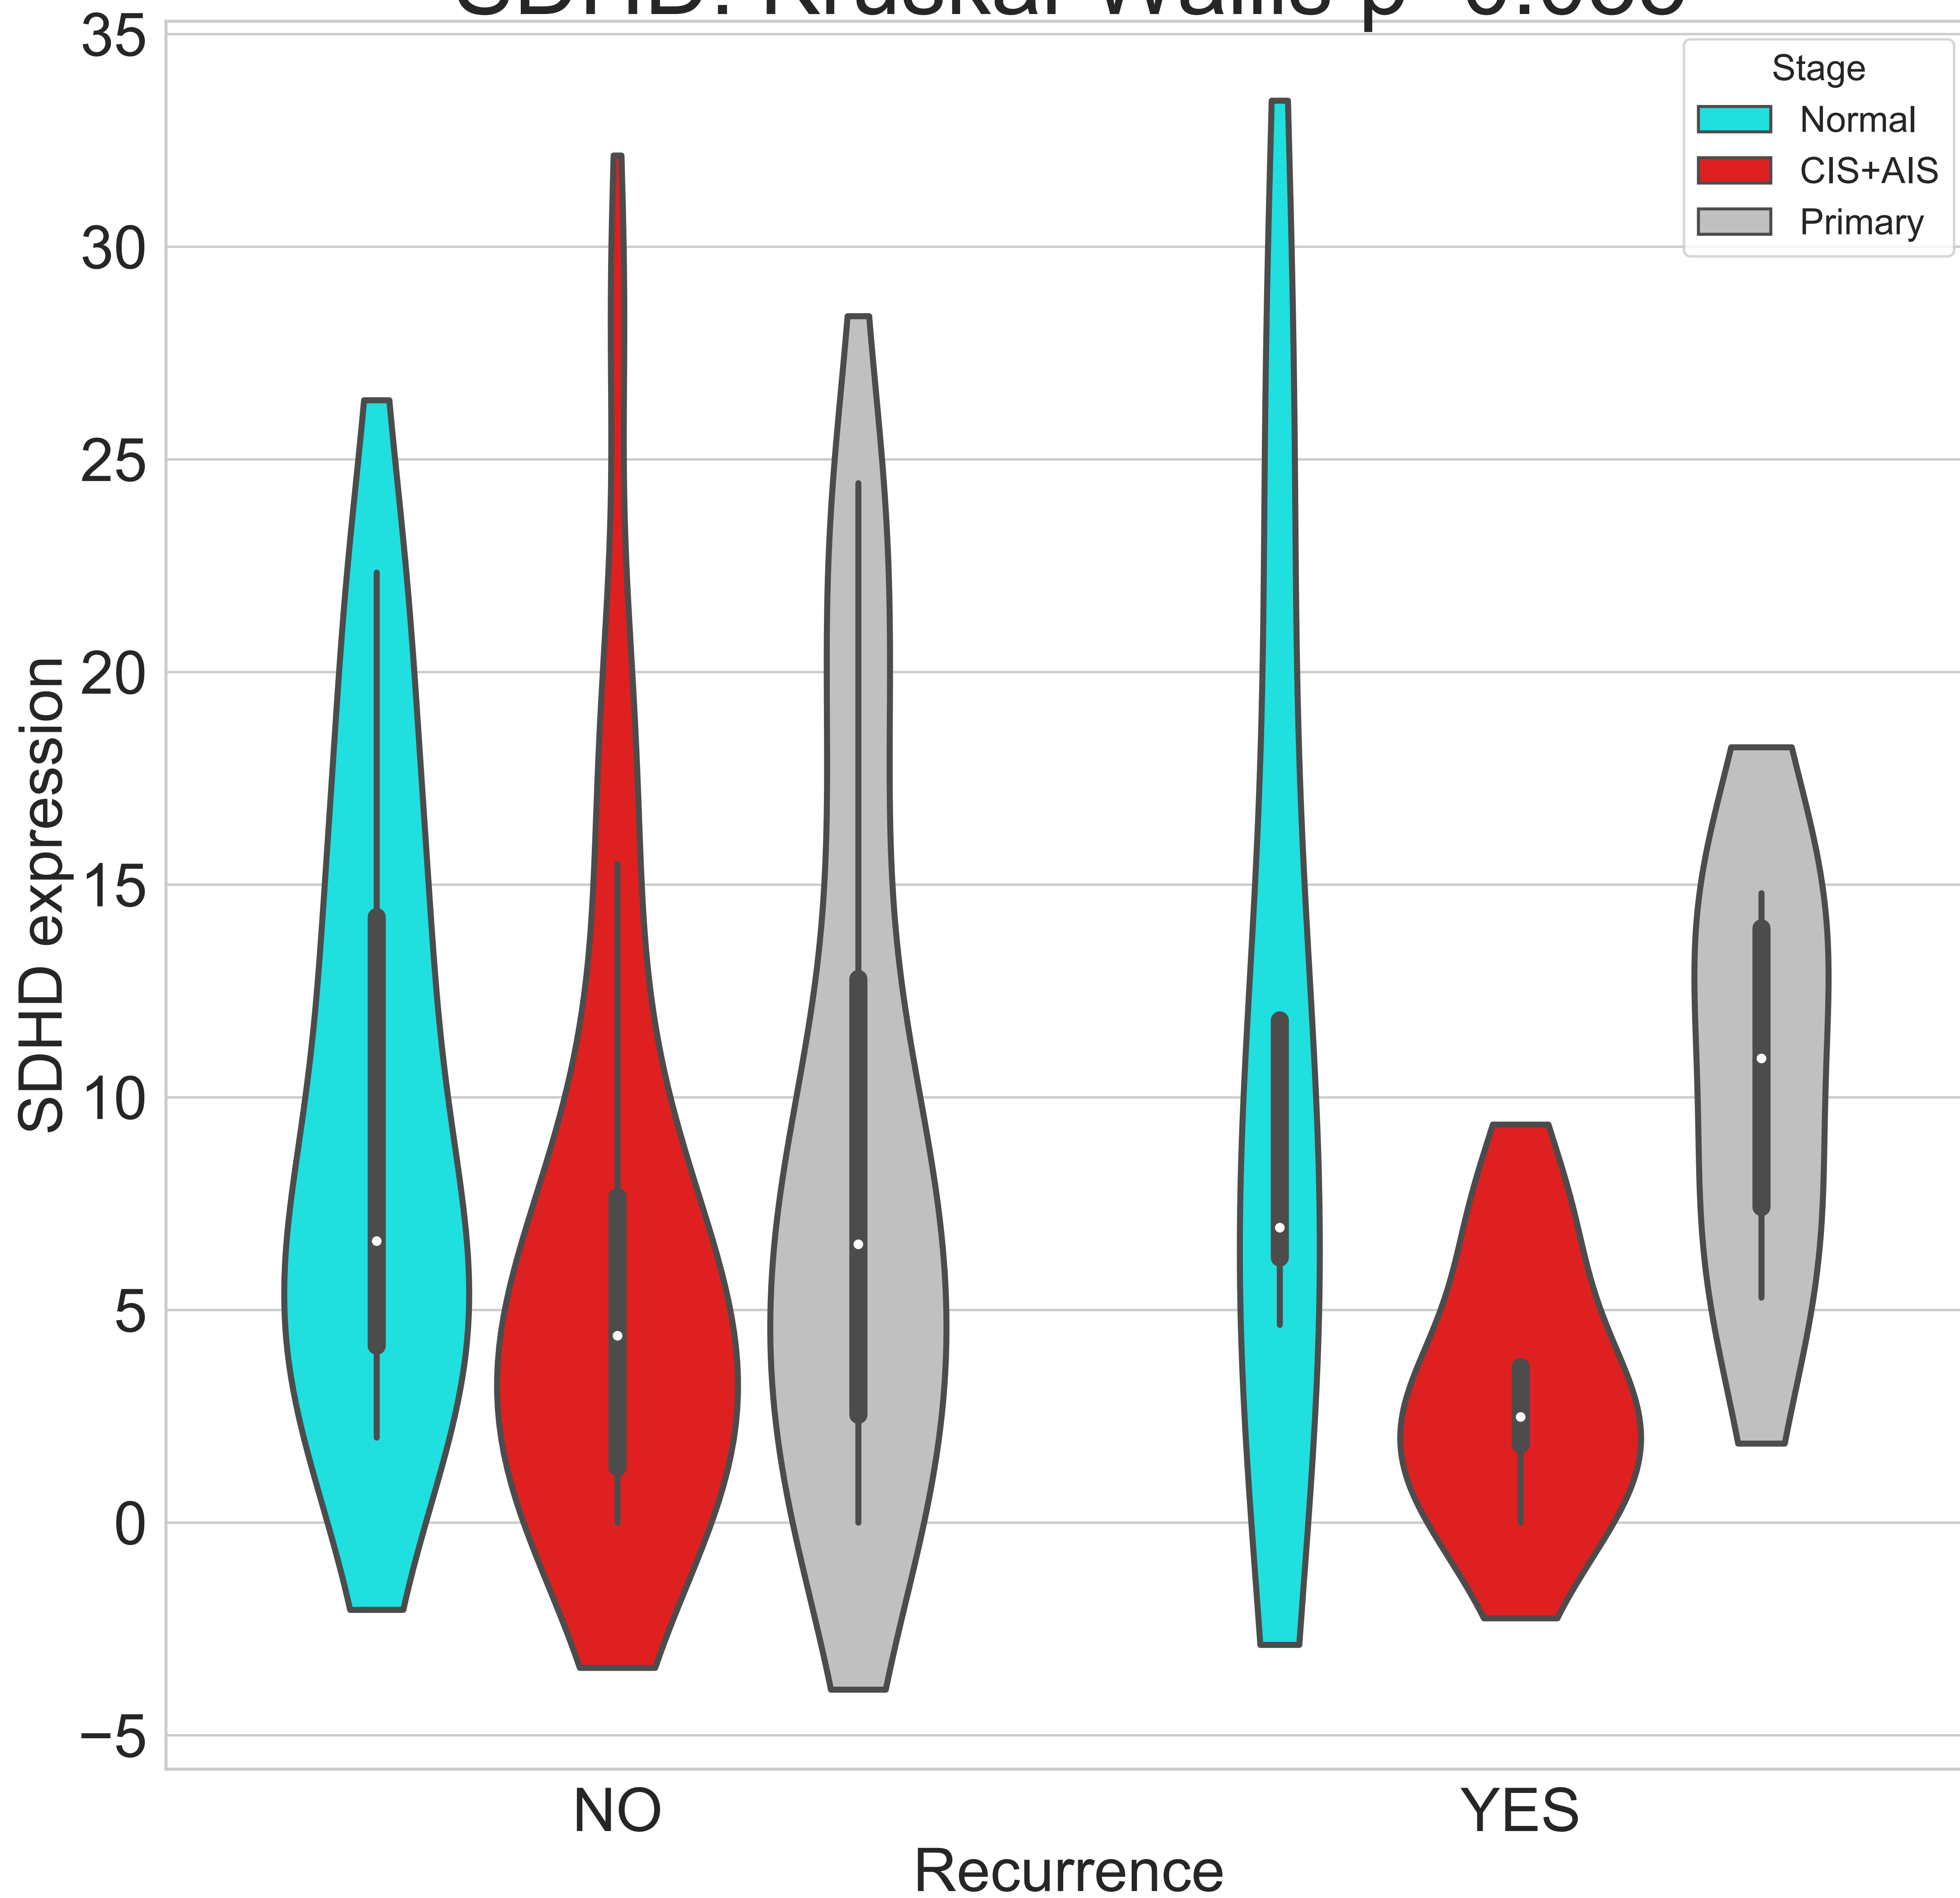 35
30
25
20
15
10
5
0
−5
SDHD expression
Stage
Normal
CIS+AIS
Primary
NO
YES
Recurrence